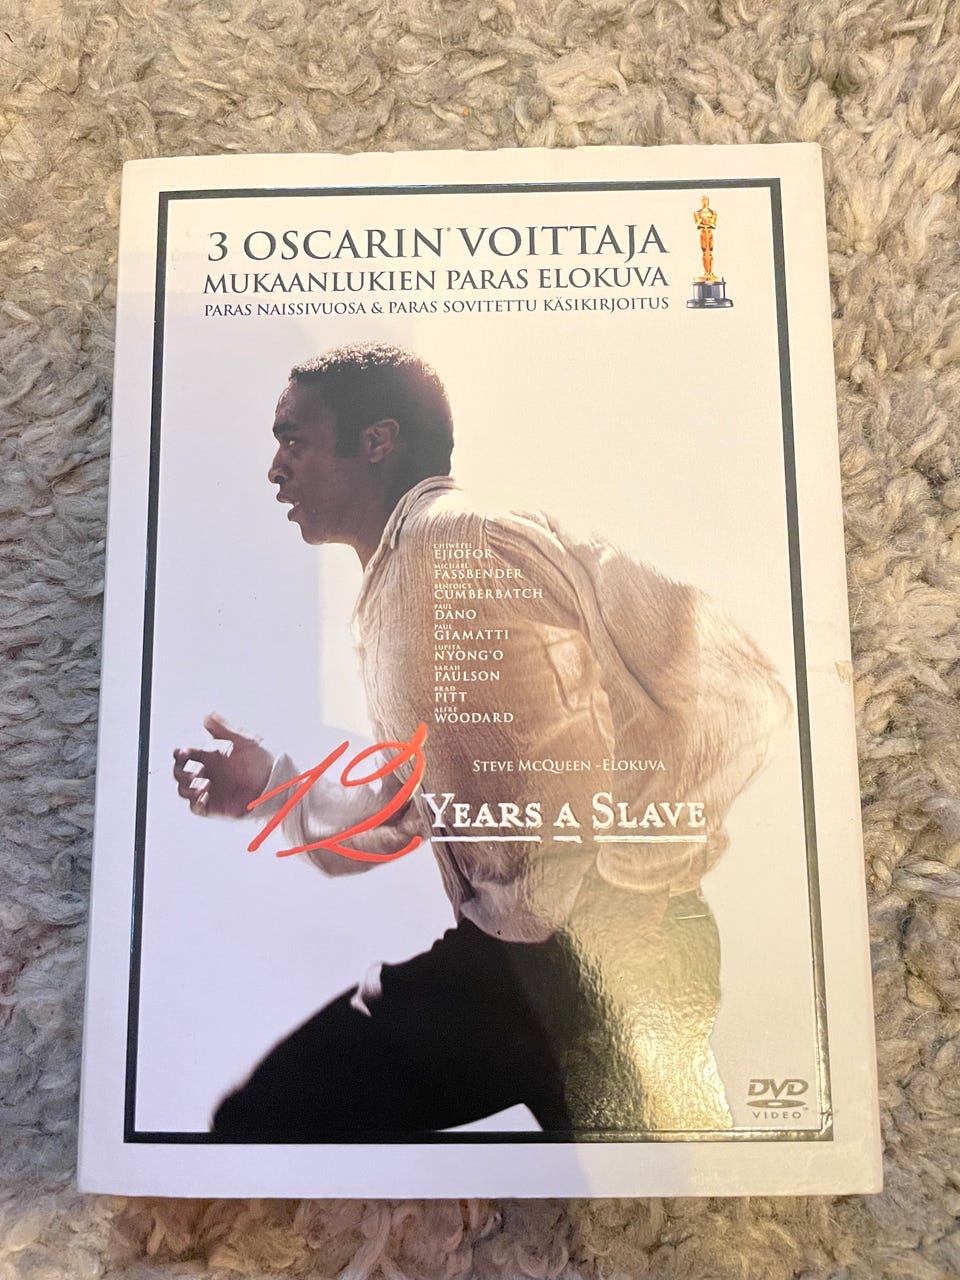 3 OSCARIN® VOITTAJA
MUKAANLUKIEN PARAS ELOKUVA
PARAS NAISSIVUOSA & PARAS SOVITETTU KÄSIKIRJOITUS
CHIWETEL
EJIOFOR
MICHAEL
FASSBENDER
BENEDICT
CUMBERBATCH
PAUL
DANO
PAUL
GIAMATTI
LUPITA
NYONG'O
SARAH
PAULSON
BRAD
PITT
ALFRE
WOODARD
STEVE MCQUEEN -ELOKUVA
12 YEARS A SLAVE
DVD
VIDEO™